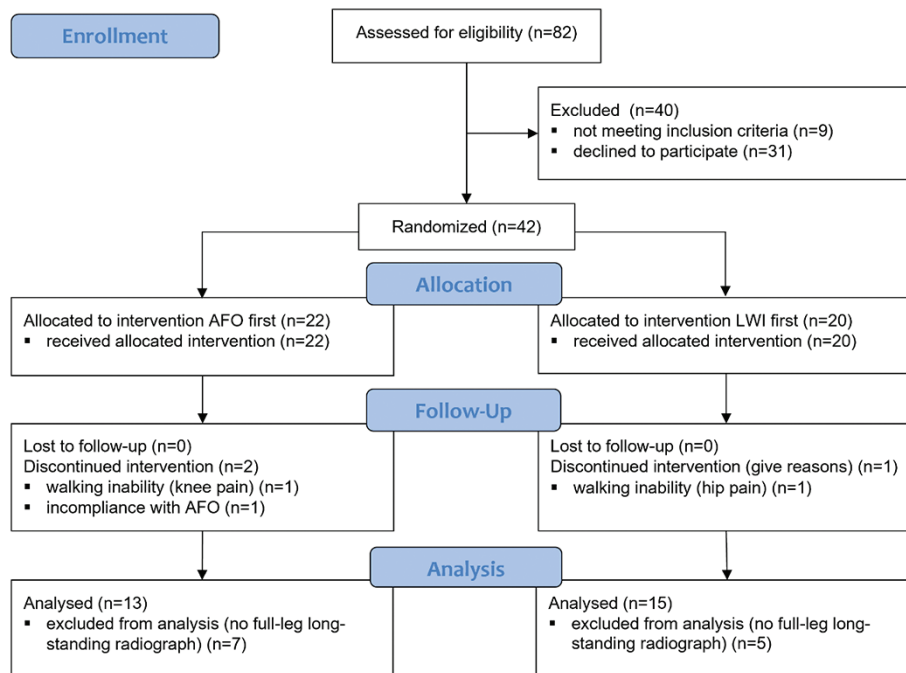 Enrollment
Assessed for eligibility (n=82)
Excluded (n=40)
▪ not meeting inclusion criteria (n=9)
▪ declined to participate (n=31)
Randomized (n=42)
Allocation
Allocated to intervention AFO first (n=22)
▪ received allocated intervention (n=22)
Allocated to intervention LWI first (n=20)
▪ received allocated intervention (n=20)
Follow-Up
Lost to follow-up (n=0)
Discontinued intervention (n=2)
▪ walking inability (knee pain) (n=1)
▪ incompliance with AFO (n=1)
Lost to follow-up (n=0)
Discontinued intervention (give reasons) (n=1)
▪ walking inability (hip pain) (n=1)
Analysis
Analysed (n=13)
▪ excluded from analysis (no full-leg long-
standing radiograph) (n=7)
Analysed (n=15)
▪ excluded from analysis (no full-leg long-
standing radiograph) (n=5)